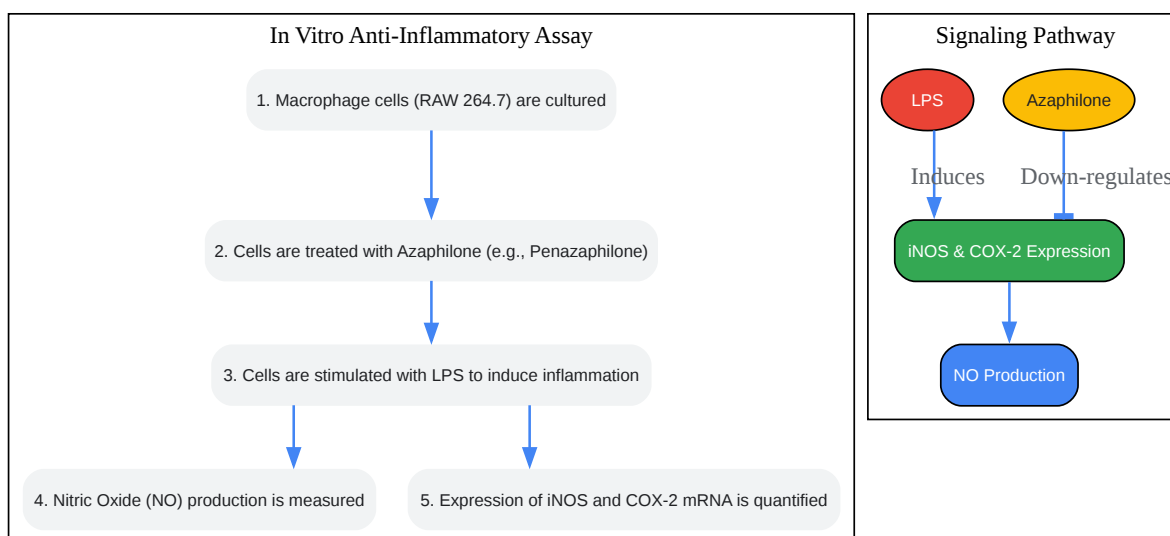 In Vitro Anti-Inflammatory Assay
1. Macrophage cells (RAW 264.7) are cultured
2. Cells are treated with Azaphilone (e.g., Penazaphilone)
3. Cells are stimulated with LPS to induce inflammation
4. Nitric Oxide (NO) production is measured
5. Expression of iNOS and COX-2 mRNA is quantified
Signaling Pathway
LPS
Azaphilone
Induces
Down-regulates
iNOS & COX-2 Expression
NO Production